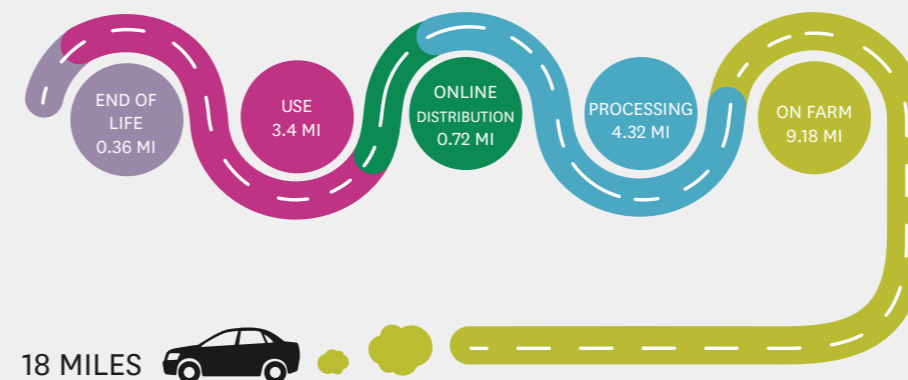 END OF
LIFE
0.36 MI
USE
3.4 MI
ONLINE
DISTRIBUTION
0.72 MI
PROCESSING
4.32 MI
ON FARM
9.18 MI
18 MILES